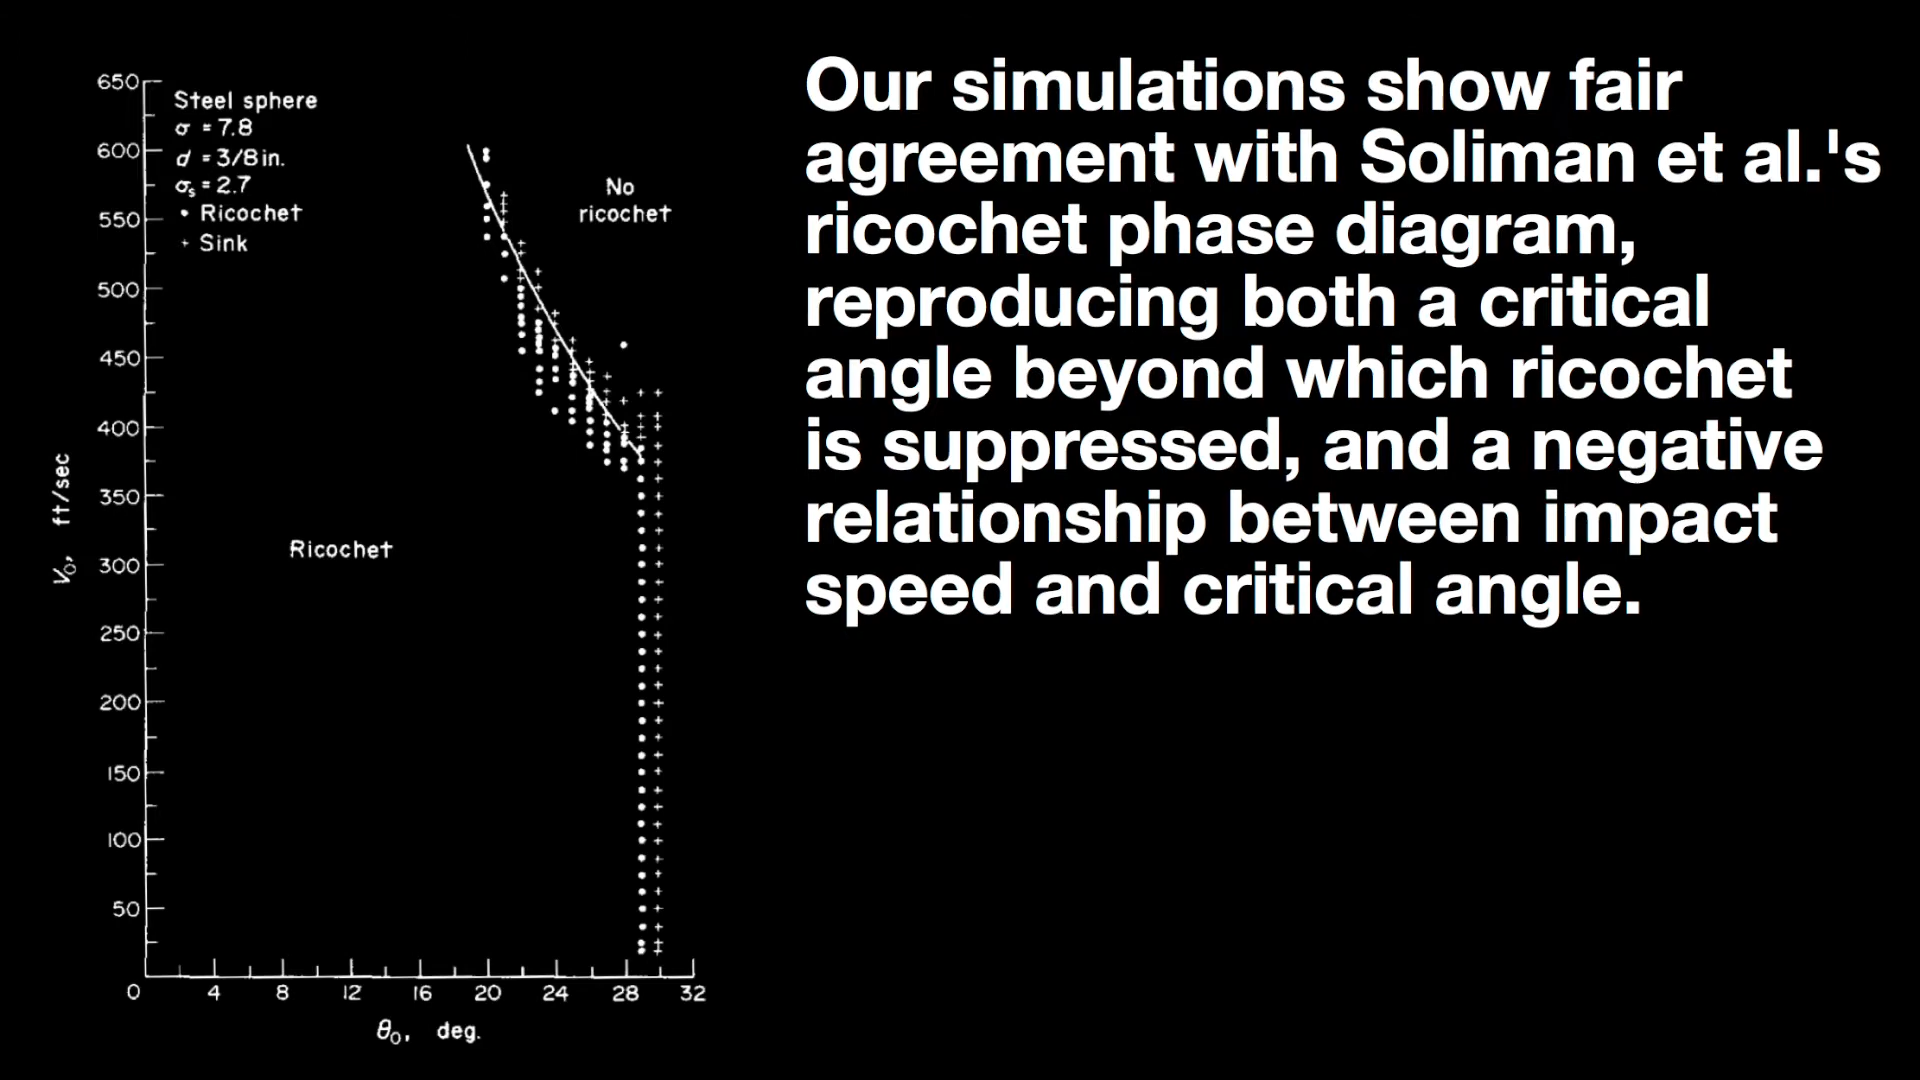 650
600
550
500
450
400
350
300
250
200
150
100
50
V₀, ft/sec
Steel sphere
σ = 7.8
d = 3/8 in.
σₛ = 2.7
• Ricochet
+ Sink
No
ricochet
Ricochet
0 4 8 12 16 20 24 28 32
θ₀, deg.
Our simulations show fair
agreement with Soliman et al.'s
ricochet phase diagram,
reproducing both a critical
angle beyond which ricochet
is suppressed, and a negative
relationship between impact
speed and critical angle.